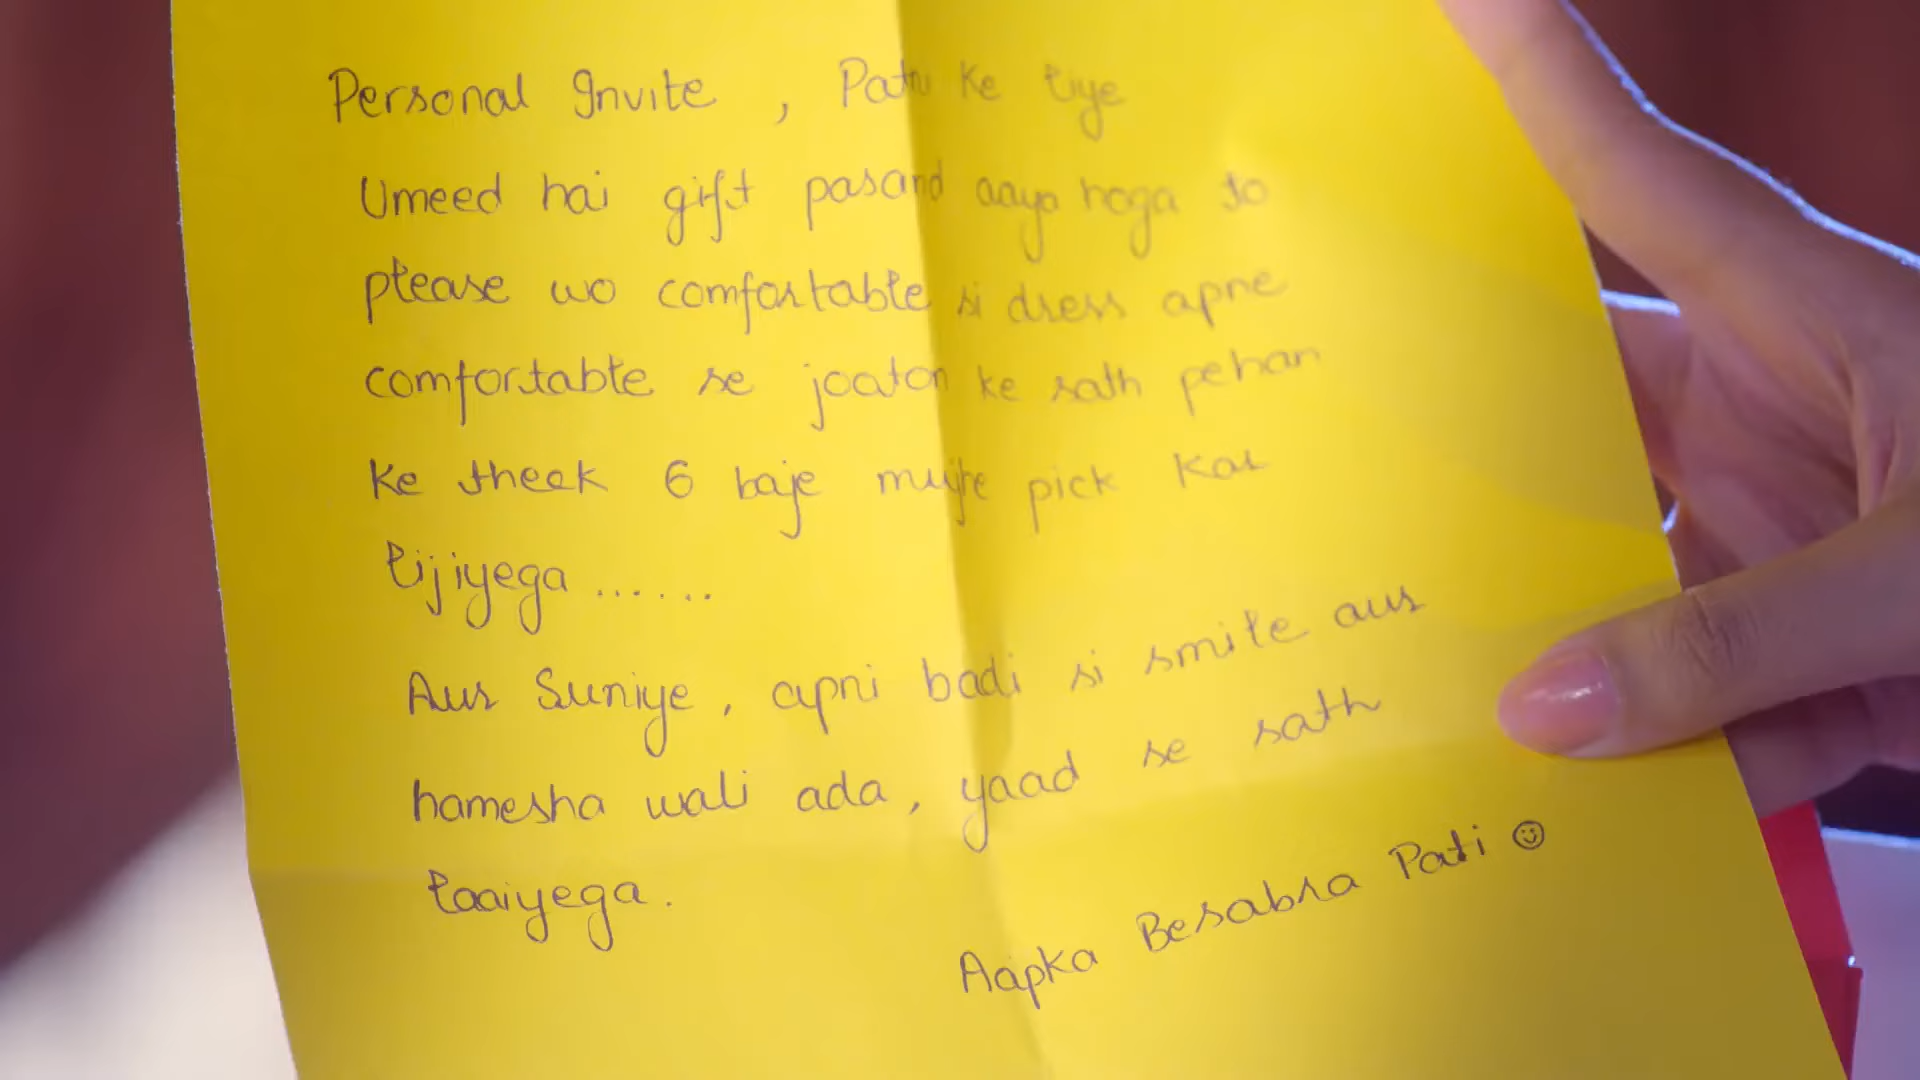 Personal Invite , Patni ke liye
Umeed hai gift pasand aaya hoga to
please wo comfortable si dress apne
comfortable se joaton ke sath pehan
ke theek 6 baje mujhe pick kar
lijiyega ......
Aur Suniye, apni badi si smile aur
hamesha wali ada, yaad se sath
laaiyega.
Aapka Besabra Pati ☺